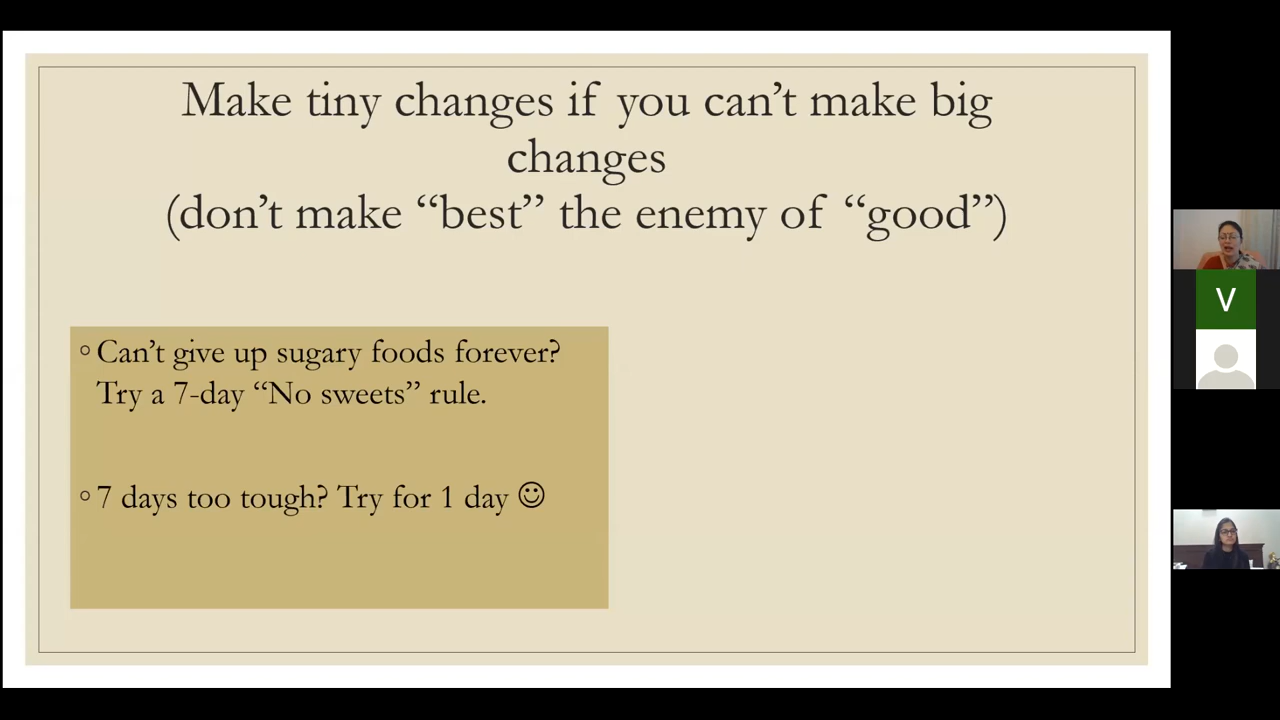 Make tiny changes if you can’t make big
changes
(don’t make “best” the enemy of “good”)
◦ Can’t give up sugary foods forever?
Try a 7-day “No sweets” rule.
◦ 7 days too tough? Try for 1 day ☺
V